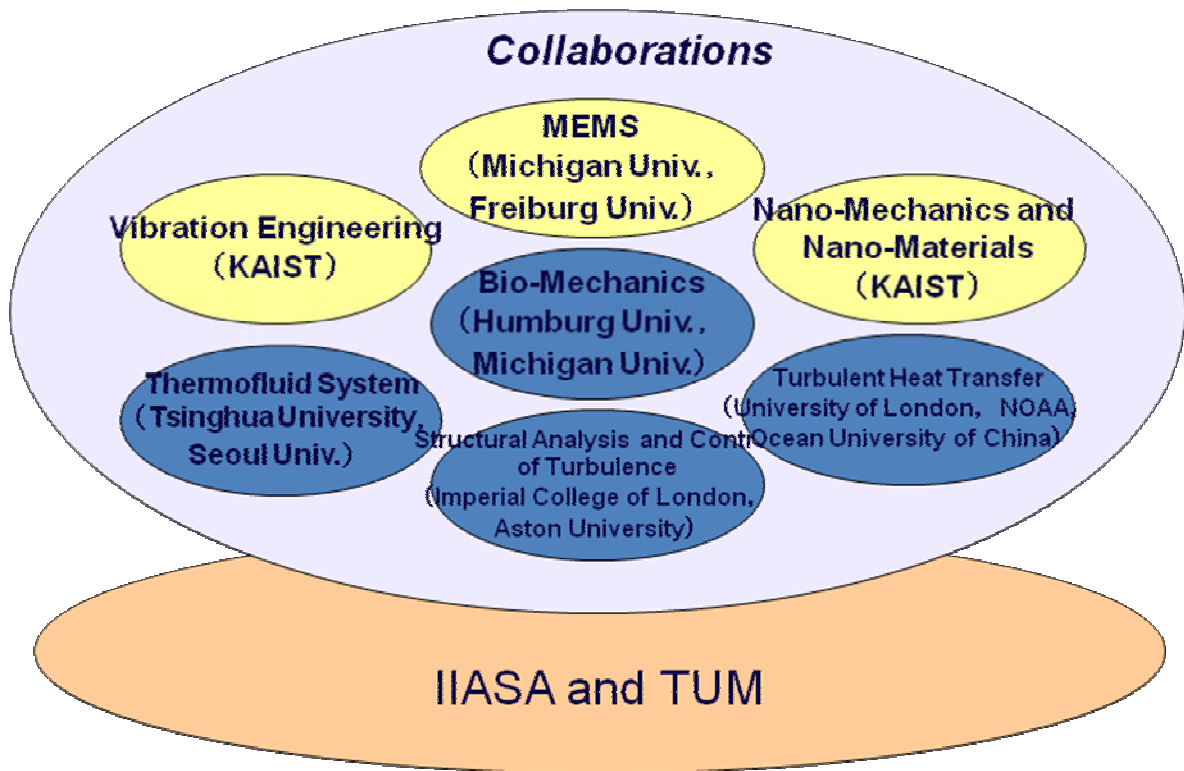 Collaborations
MEMS
（Michigan Univ.，
Freiburg Univ.）
Vibration Engineering
（KAIST）
Nano-Mechanics and
Nano-Materials
（KAIST）
Bio-Mechanics
（Humburg Univ.，
Michigan Univ.）
Thermofluid System
（Tsinghua University,
Seoul Univ.）
Turbulent Heat Transfer
（University of London， NOAA,
Ocean University of China）
Structural Analysis and Contr
of Turbulence
（Imperial College of London,
Aston University）
IIASA and TUM